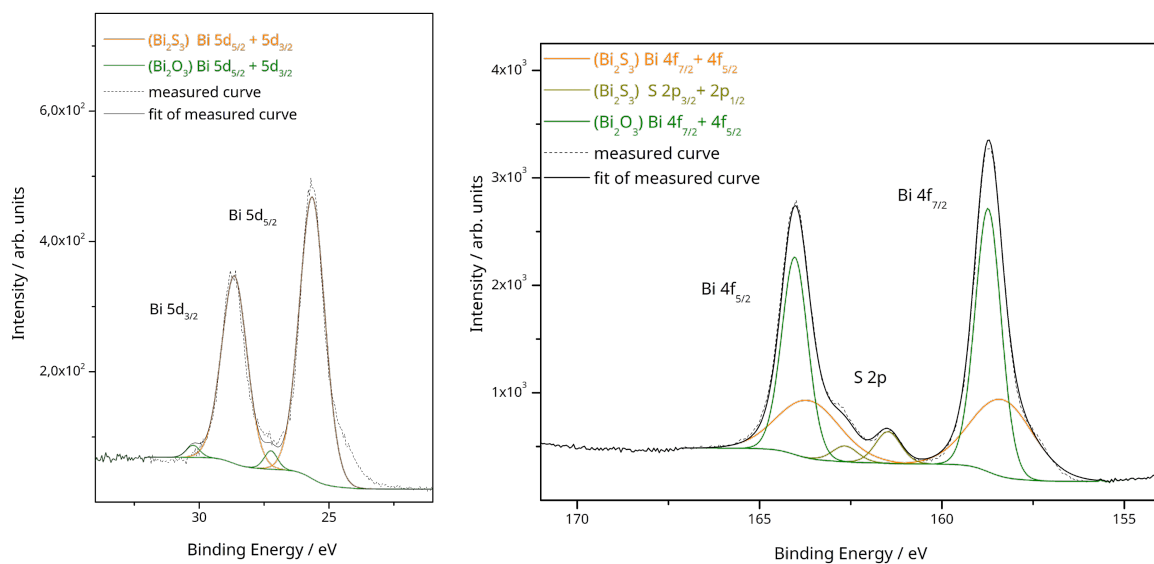 (Bi₂S₃) Bi 5d₅/₂ + 5d₃/₂
(Bi₂O₃) Bi 5d₅/₂ + 5d₃/₂
measured curve
fit of measured curve
6,0x10²
4,0x10²
2,0x10²
Bi 5d₅/₂
Bi 5d₃/₂
30 25
Binding Energy / eV
Intensity / arb. units
(Bi₂S₃) Bi 4f₇/₂ + 4f₅/₂
(Bi₂S₃) S 2p₃/₂ + 2p₁/₂
(Bi₂O₃) Bi 4f₇/₂ + 4f₅/₂
measured curve
fit of measured curve
4x10³
3x10³
2x10³
1x10³
Bi 4f₇/₂
Bi 4f₅/₂
S 2p
170 165 160 155
Binding Energy / eV
Intensity / arb. units